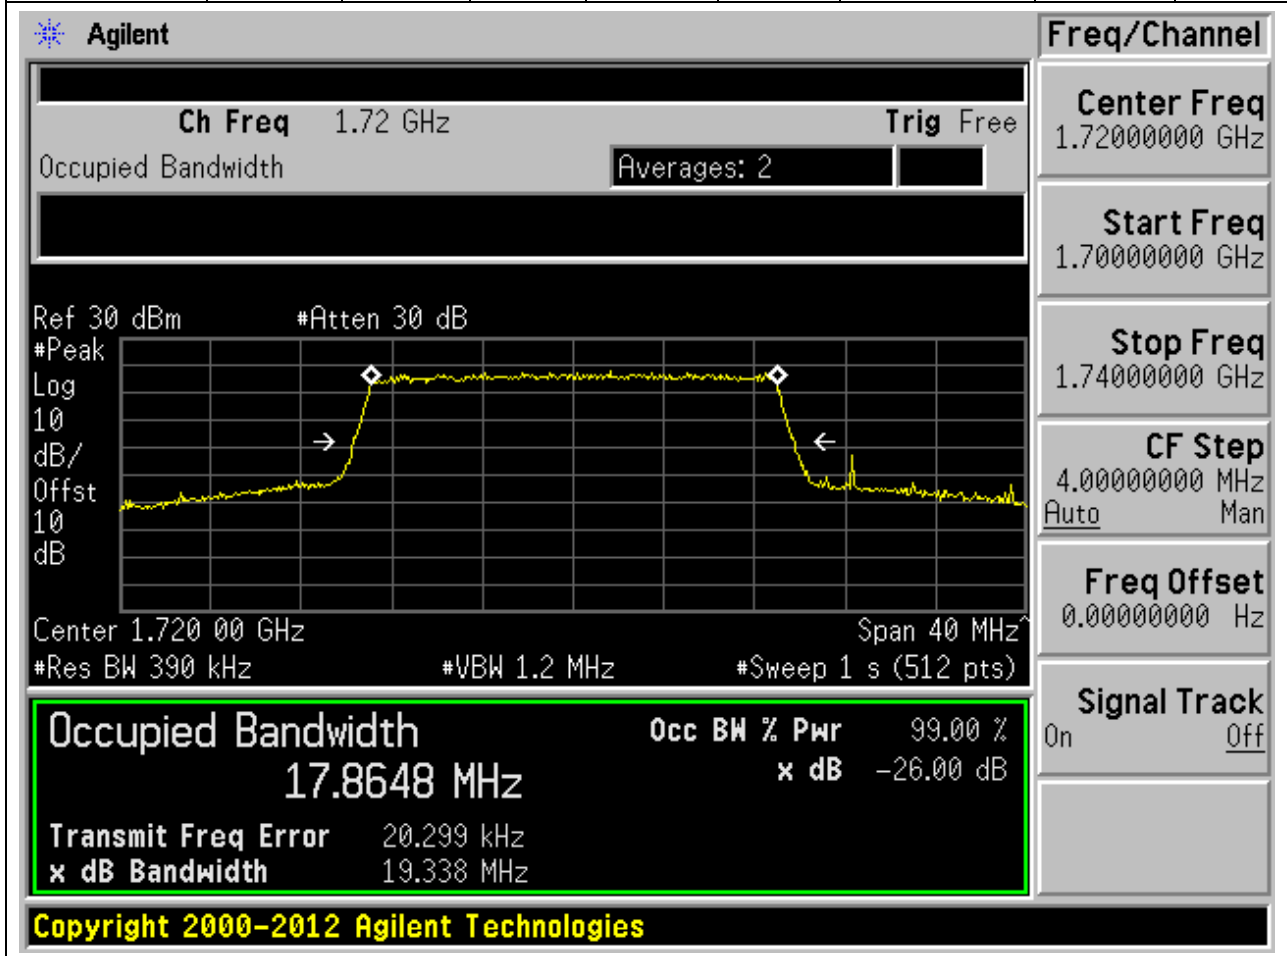 Agilent
Freq/Channel
Ch Freq 1.72 GHz Trig Free
Occupied Bandwidth Averages: 2
Center Freq
1.72000000 GHz
Start Freq
1.70000000 GHz
Stop Freq
1.74000000 GHz
CF Step
4.00000000 MHz
Auto Man
Freq Offset
0.00000000 Hz
Signal Track
On Off
Ref 30 dBm #Atten 30 dB
#Peak
Log
10
dB/
Offst
10
dB
Center 1.720 00 GHz Span 40 MHz^
#Res BW 390 kHz #VBW 1.2 MHz #Sweep 1 s (512 pts)
Occupied Bandwidth
17.8648 MHz
Occ BW % Pwr 99.00 %
x dB -26.00 dB
Transmit Freq Error 20.299 kHz
x dB Bandwidth 19.338 MHz
Copyright 2000-2012 Agilent Technologies